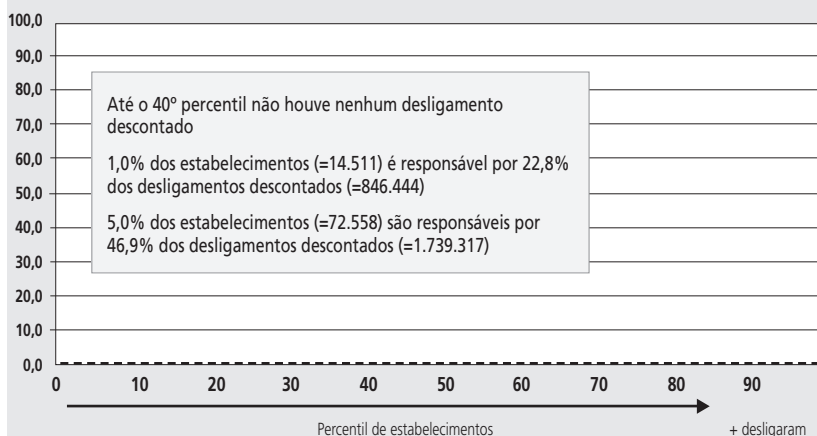 100,0
90,0
80,0
70,0
60,0
50,0
40,0
30,0
20,0
10,0
0,0
Até o 40º percentil não houve nenhum desligamento
descontado
1,0% dos estabelecimentos (=14.511) é responsável por 22,8%
dos desligamentos descontados (=846.444)
5,0% dos estabelecimentos (=72.558) são responsáveis por
46,9% dos desligamentos descontados (=1.739.317)
0 10 20 30 40 50 60 70 80 90
Percentil de estabelecimentos + desligaram